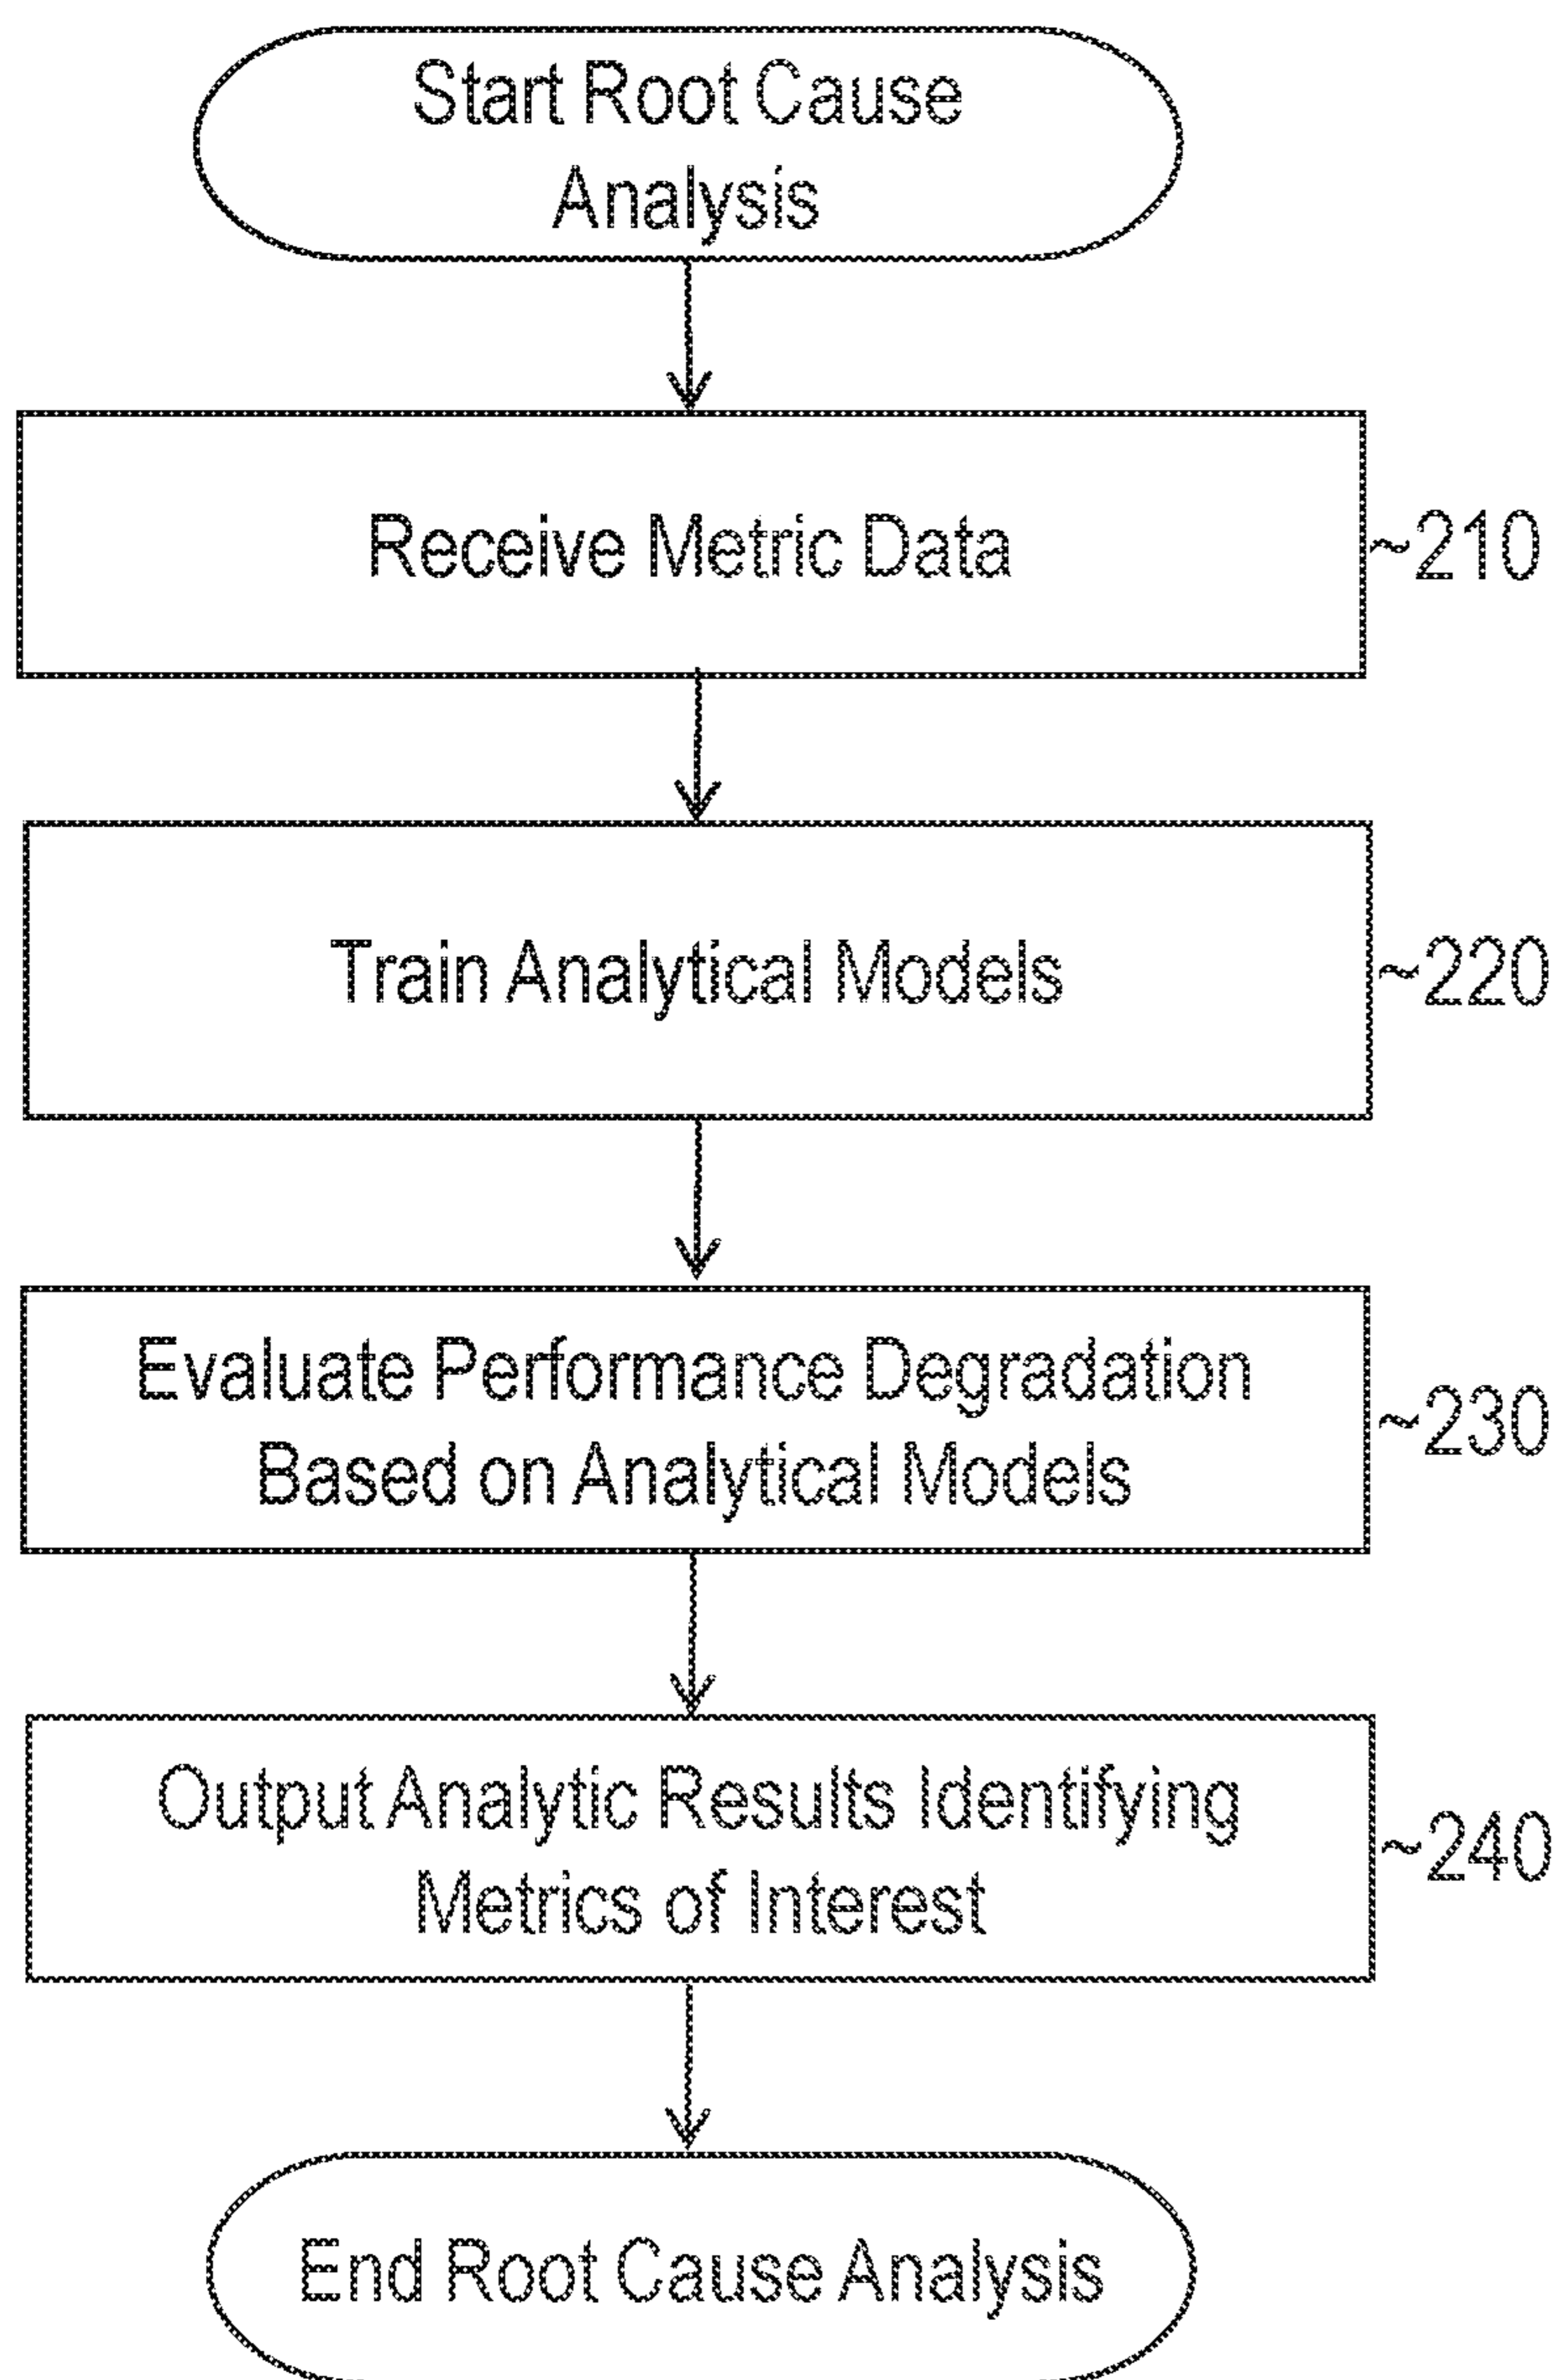 Start Root Cause
Analysis
Receive Metric Data
~210
Train Analytical Models
~220
Evaluate Performance Degradation
Based on Analytical Models
~230
Output Analytic Results Identifying
Metrics of Interest
~240
End Root Cause Analysis